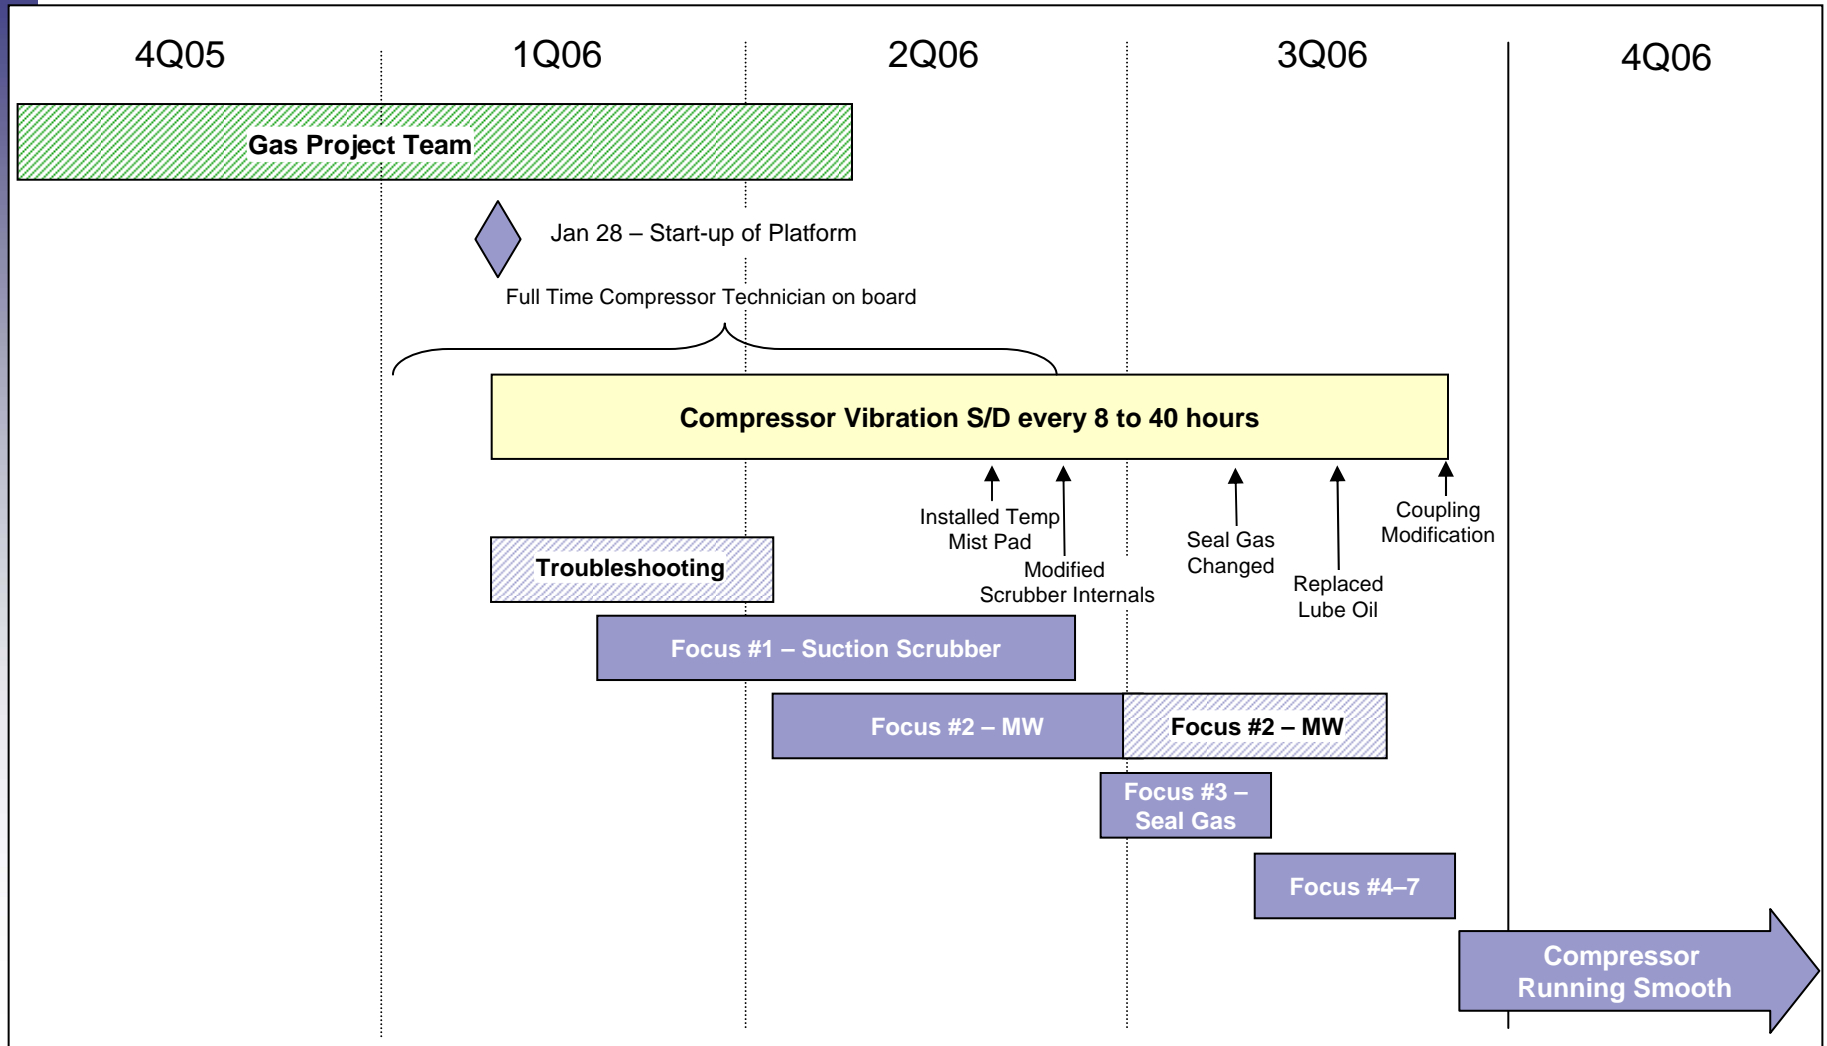 4Q05 1Q06 2Q06 3Q06 4Q06
Gas Project Team
Jan 28 – Start-up of Platform
Full Time Compressor Technician on board
Compressor Vibration S/D every 8 to 40 hours
Installed Temp
Mist Pad
Modified
Scrubber Internals
Seal Gas
Changed
Replaced
Lube Oil
Coupling
Modification
Troubleshooting
Focus #1 – Suction Scrubber
Focus #2 – MW
Focus #2 – MW
Focus #3 –
Seal Gas
Focus #4–7
Compressor
Running Smooth